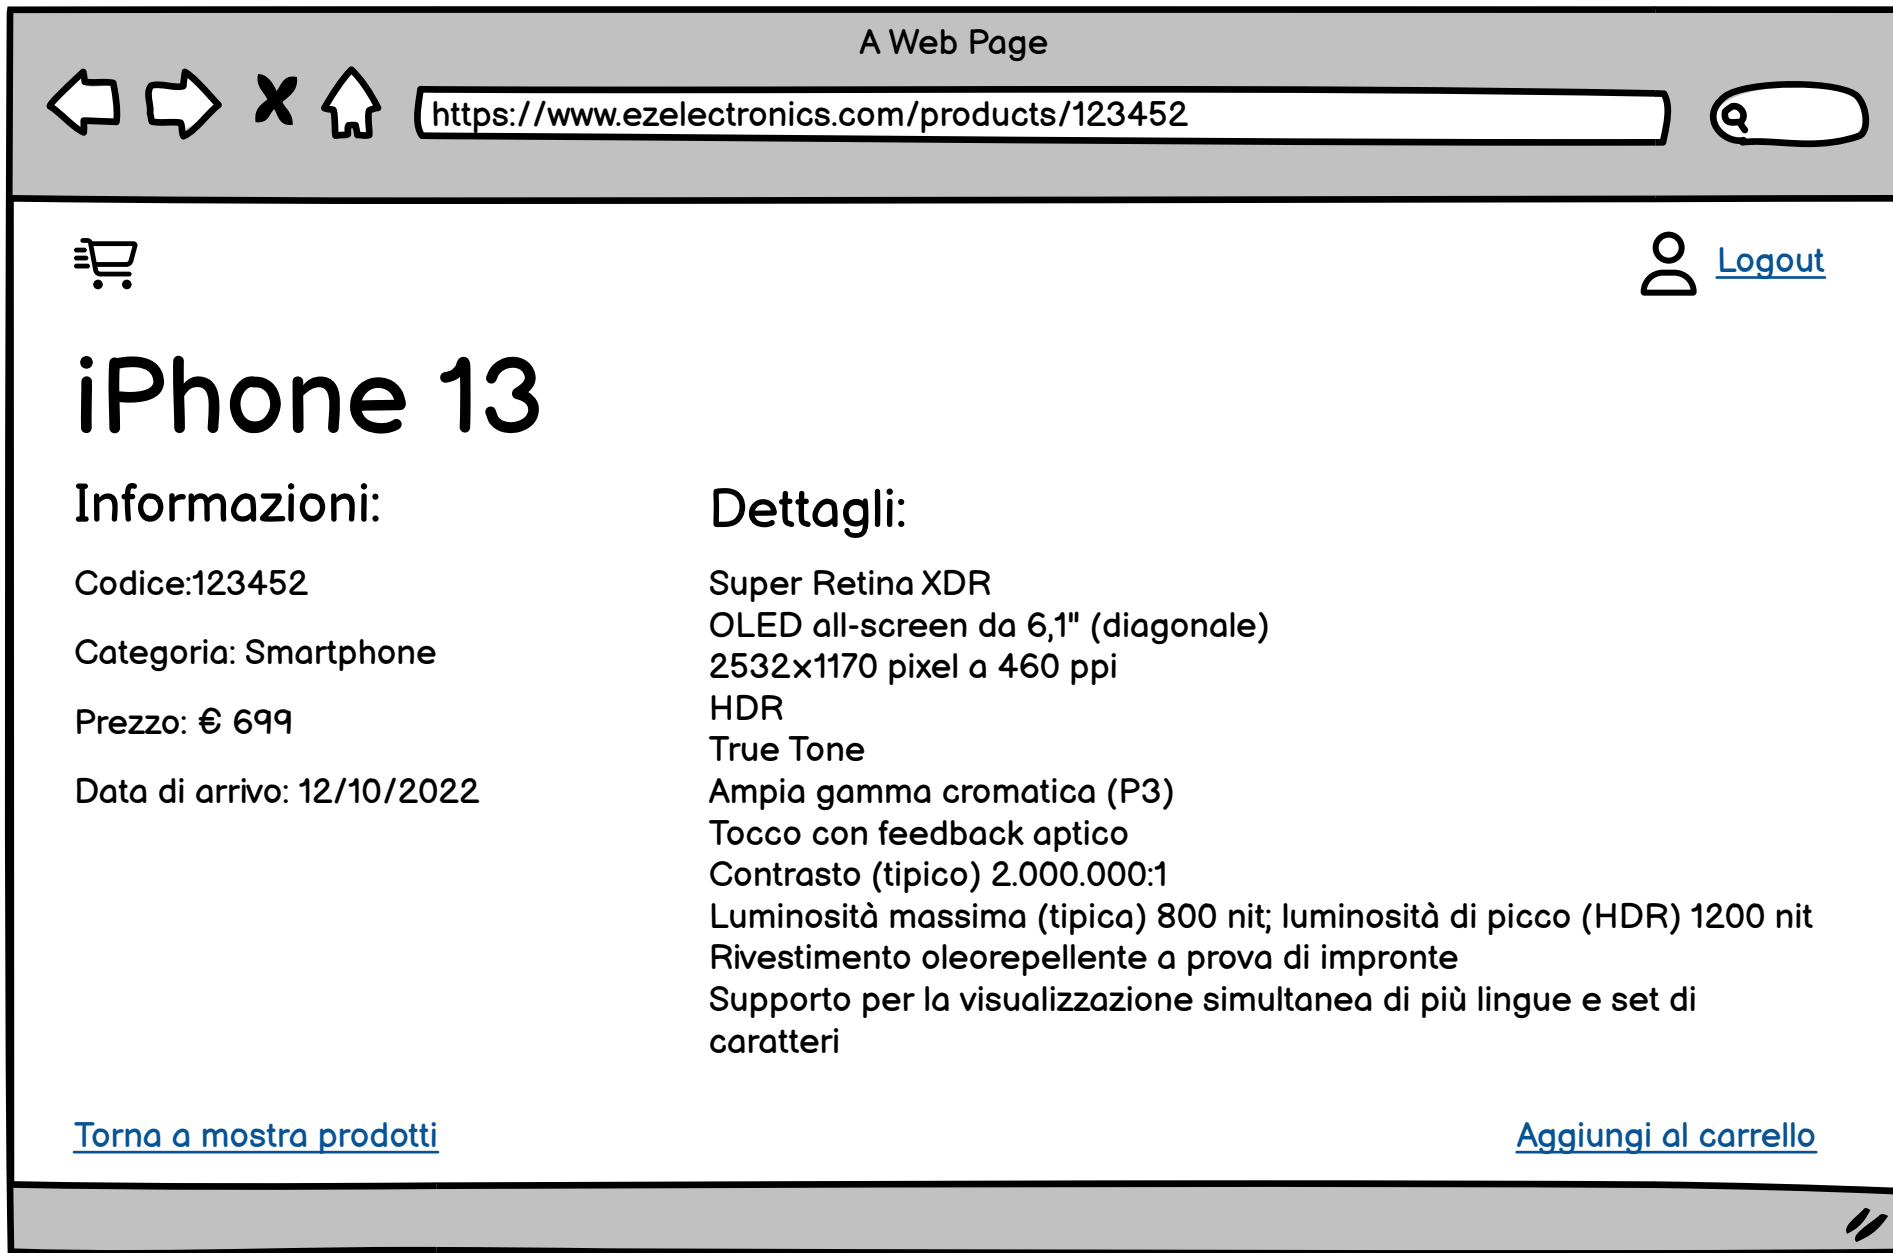 A Web Page
https://www.ezelectronics.com/products/123452
Logout
iPhone 13
Informazioni:
Codice:123452
Categoria: Smartphone
Prezzo: € 699
Data di arrivo: 12/10/2022
Dettagli:
Super Retina XDR
OLED all-screen da 6,1" (diagonale)
2532x1170 pixel a 460 ppi
HDR
True Tone
Ampia gamma cromatica (P3)
Tocco con feedback aptico
Contrasto (tipico) 2.000.000:1
Luminosità massima (tipica) 800 nit; luminosità di picco (HDR) 1200 nit
Rivestimento oleorepellente a prova di impronte
Supporto per la visualizzazione simultanea di più lingue e set di
caratteri
Torna a mostra prodotti
Aggiungi al carrello